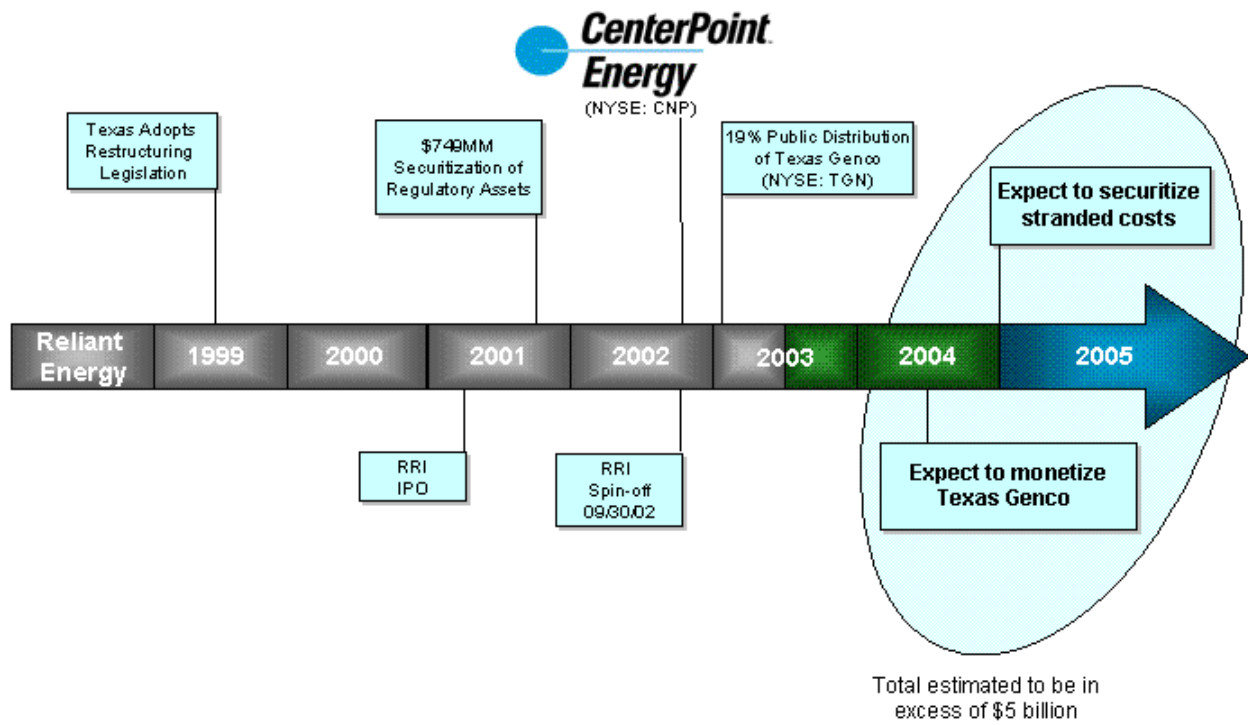 CenterPoint
Energy
(NYSE: CNP)
Texas Adopts
Restructuring
Legislation
$749MM
Securitization of
Regulatory Assets
19% Public Distribution
of Texas Genco
(NYSE: TGN)
Expect to securitize
stranded costs
Reliant
Energy
1999
2000
2001
2002
2003
2004
2005
RRI
IPO
RRI
Spin-off
09/30/02
Expect to monetize
Texas Genco
Total estimated to be in
excess of $5 billion